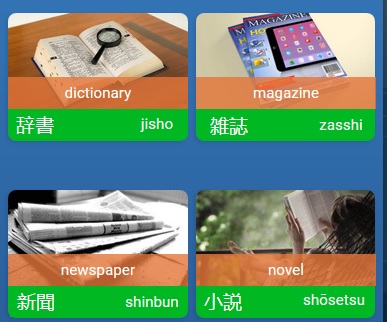 MAGAZINE
dictionary
magazine
辞書 jisho
雑誌 zasshi
newspaper
novel
新聞 shinbun
小説 shōsetsu